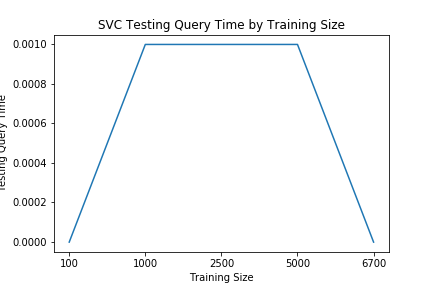 SVC Testing Query Time by Training Size
Testing Query Time
0.0010
0.0008
0.0006
0.0004
0.0002
0.0000
100 1000 2500 5000 6700
Training Size